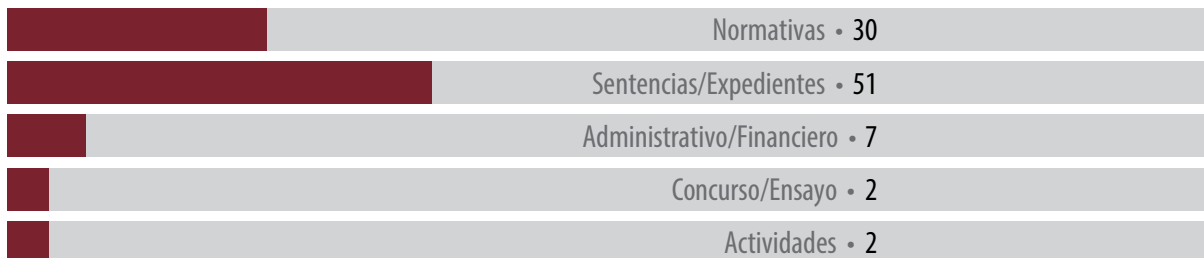 Normativas • 30
Sentencias/Expedientes • 51
Administrativo/Financiero • 7
Concurso/Ensayo • 2
Actividades • 2